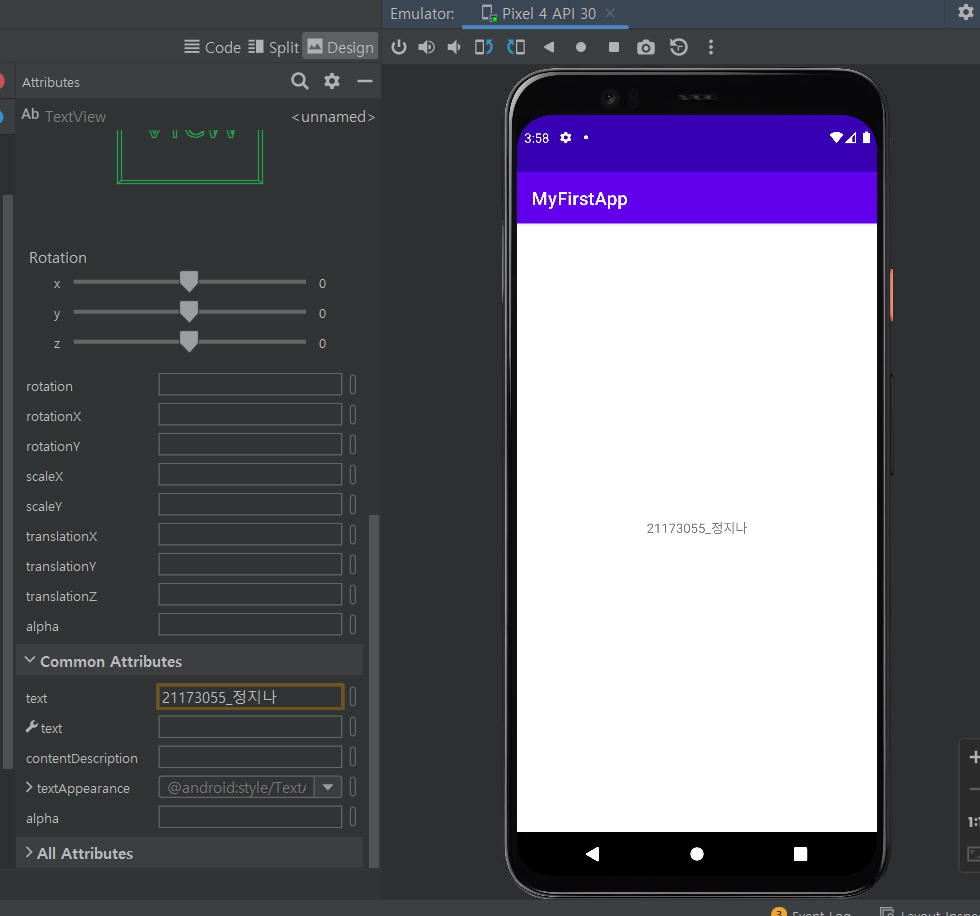 Emulator: Pixel 4 API 30
Code Split Design
Attributes
Ab TextView <unnamed>
Rotation
x 0
y 0
z 0
rotation
rotationX
rotationY
scaleX
scaleY
translationX
translationY
translationZ
alpha
Common Attributes
text 21173055_정지나
text
contentDescription
textAppearance @android:style/TextA
alpha
All Attributes
3:58
MyFirstApp
21173055_정지나
1:1
3 Event Log Layout Inspe